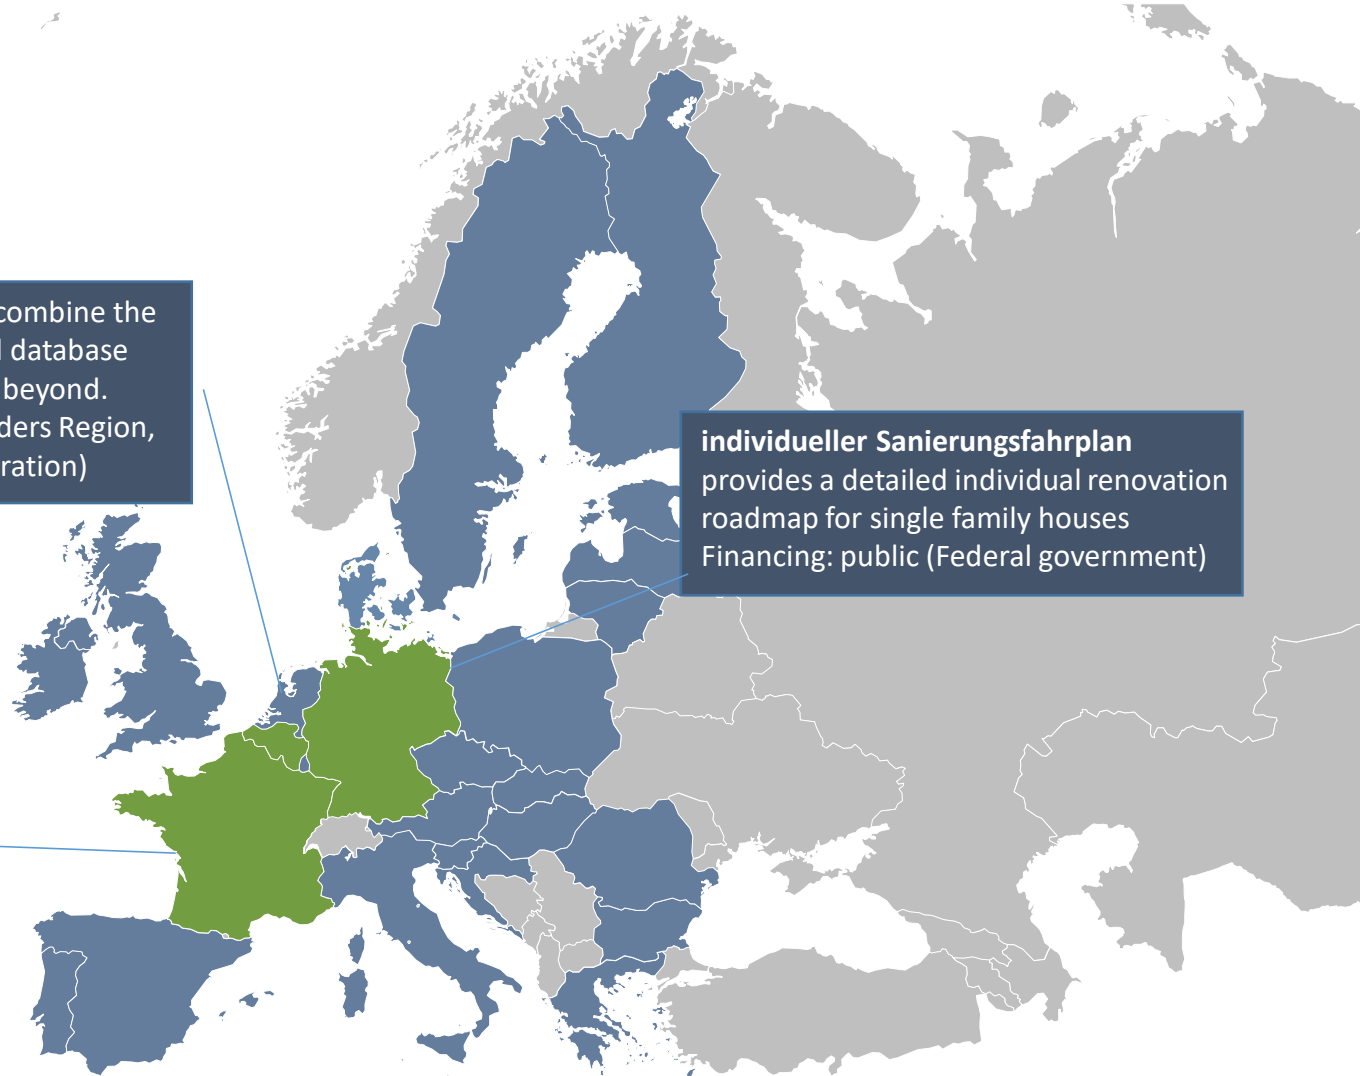 combine the
database
beyond.
ders Region,
ration)
individueller Sanierungsfahrplan
provides a detailed individual renovation
roadmap for single family houses
Financing: public (Federal government)